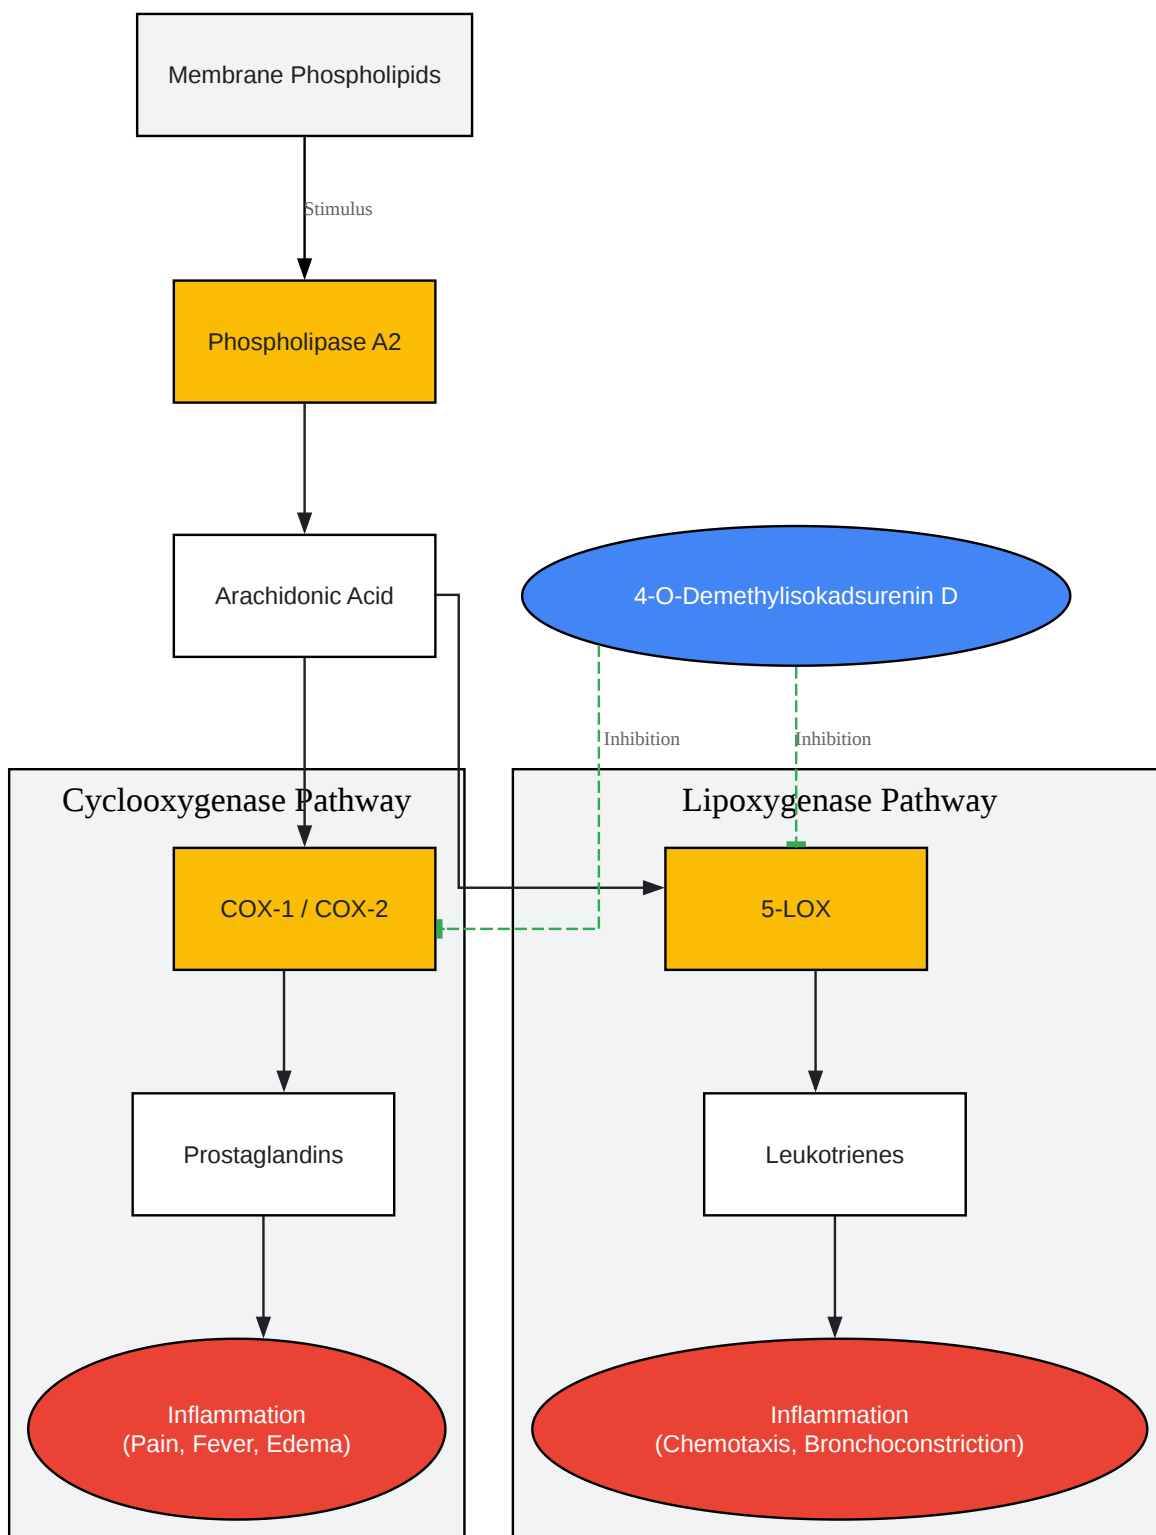 Membrane Phospholipids
Stimulus
Phospholipase A2
Arachidonic Acid
4-O-Demethylisokadsurenin D
Inhibition
Inhibition
Cyclooxygenase Pathway
Lipoxygenase Pathway
COX-1 / COX-2
5-LOX
Prostaglandins
Leukotrienes
Inflammation
(Pain, Fever, Edema)
Inflammation
(Chemotaxis, Bronchoconstriction)